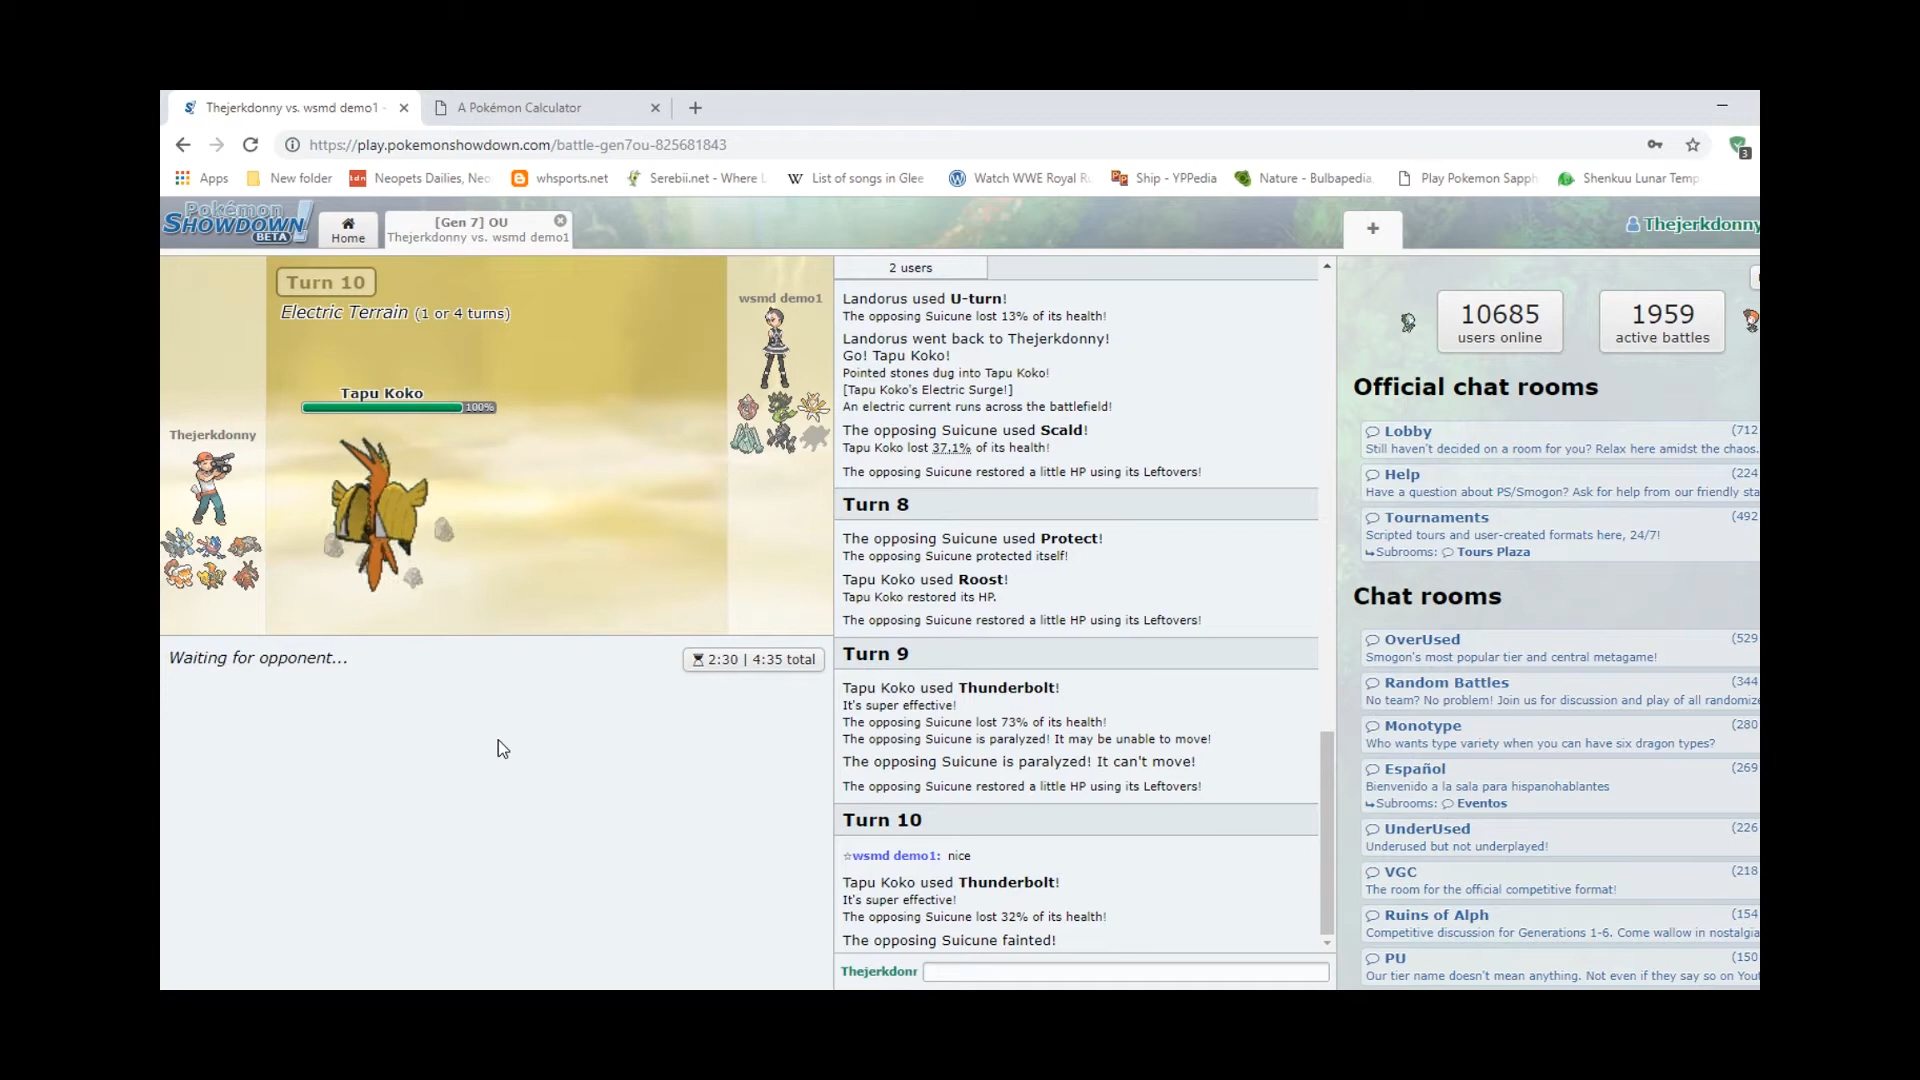 Thejerkdonny vs. wsmd demo1 -
A Pokémon Calculator
https://play.pokemonshowdown.com/battle-gen7ou-825681843
3
Apps
New folder
Neopets Dailies, Neo
whsports.net
Serebii.net - Where L
List of songs in Glee
Watch WWE Royal Ru
Ship - YPPedia
Nature - Bulbapedia,
Play Pokemon Sapph
Shenkuu Lunar Temp
Pokémon
SHOWDOWN!
BETA
Home
[Gen 7] OU
Thejerkdonny vs. wsmd demo1
Thejerkdonny
Turn 10
Electric Terrain (1 or 4 turns)
Tapu Koko
100%
Thejerkdonny
wsmd demo1
Waiting for opponent...
2:30 | 4:35 total
2 users
Landorus used U-turn!
The opposing Suicune lost 13% of its health!
Landorus went back to Thejerkdonny!
Go! Tapu Koko!
Pointed stones dug into Tapu Koko!
[Tapu Koko's Electric Surge!]
An electric current runs across the battlefield!
The opposing Suicune used Scald!
Tapu Koko lost 37.1% of its health!
The opposing Suicune restored a little HP using its Leftovers!
Turn 8
The opposing Suicune used Protect!
The opposing Suicune protected itself!
Tapu Koko used Roost!
Tapu Koko restored its HP.
The opposing Suicune restored a little HP using its Leftovers!
Turn 9
Tapu Koko used Thunderbolt!
It's super effective!
The opposing Suicune lost 73% of its health!
The opposing Suicune is paralyzed! It may be unable to move!
The opposing Suicune is paralyzed! It can't move!
The opposing Suicune restored a little HP using its Leftovers!
Turn 10
☆wsmd demo1: nice
Tapu Koko used Thunderbolt!
It's super effective!
The opposing Suicune lost 32% of its health!
The opposing Suicune fainted!
Thejerkdonr
10685
users online
1959
active battles
Official chat rooms
Lobby (712
Still haven't decided on a room for you? Relax here amidst the chaos.
Help (224
Have a question about PS/Smogon? Ask for help from our friendly sta
Tournaments (492
Scripted tours and user-created formats here, 24/7!
↳Subrooms: Tours Plaza
Chat rooms
OverUsed (529
Smogon's most popular tier and central metagame!
Random Battles (344
No team? No problem! Join us for discussion and play of all randomize
Monotype (280
Who wants type variety when you can have six dragon types?
Español (269
Bienvenido a la sala para hispanohablantes
↳Subrooms: Eventos
UnderUsed (226
Underused but not underplayed!
VGC (218
The room for the official competitive format!
Ruins of Alph (154
Competitive discussion for Generations 1-6. Come wallow in nostalgia
PU (150
Our tier name doesn't mean anything. Not even if they say so on You